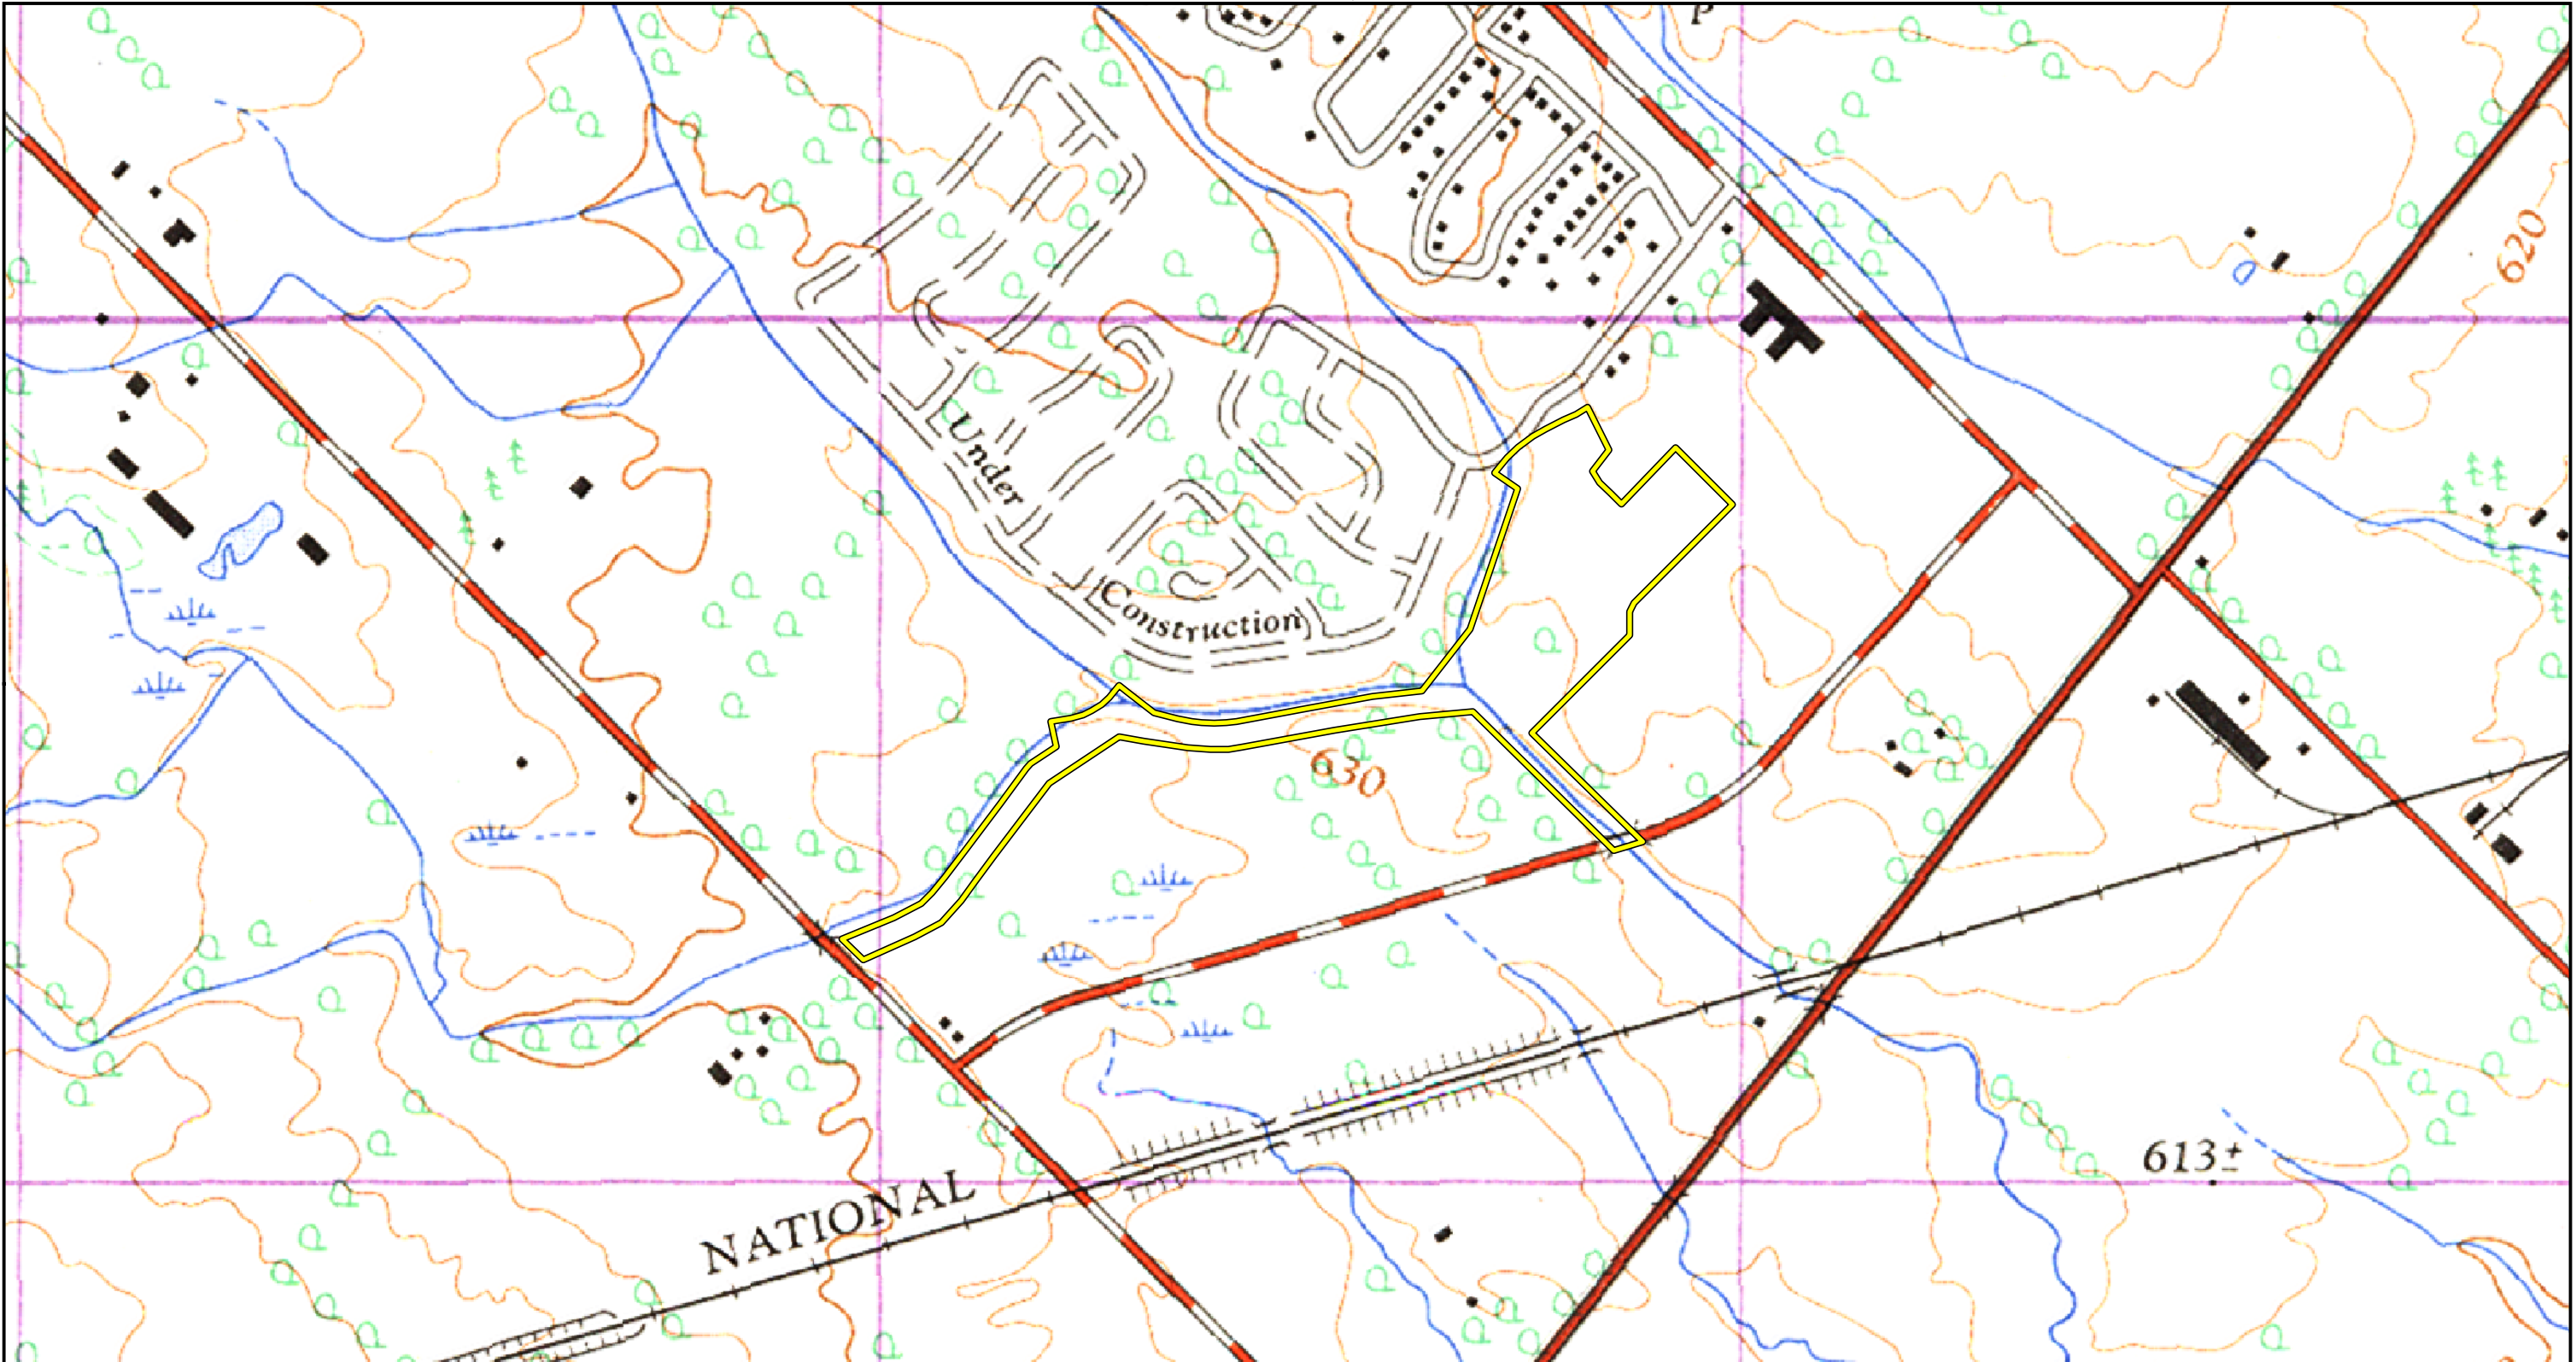 P
620
Under
Construction
630
613±
NATIONAL